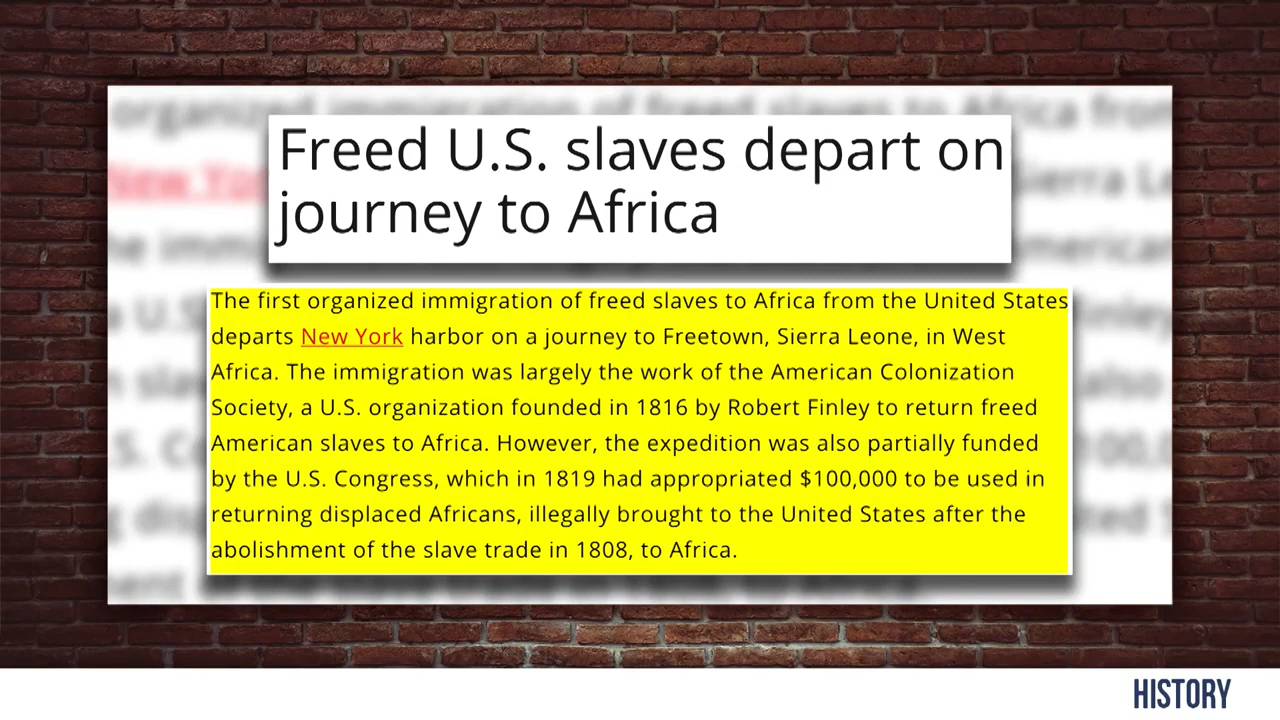 Freed U.S. slaves depart on
journey to Africa
The first organized immigration of freed slaves to Africa from the United States
departs New York harbor on a journey to Freetown, Sierra Leone, in West
Africa. The immigration was largely the work of the American Colonization
Society, a U.S. organization founded in 1816 by Robert Finley to return freed
American slaves to Africa. However, the expedition was also partially funded
by the U.S. Congress, which in 1819 had appropriated $100,000 to be used in
returning displaced Africans, illegally brought to the United States after the
abolishment of the slave trade in 1808, to Africa.
HISTORY